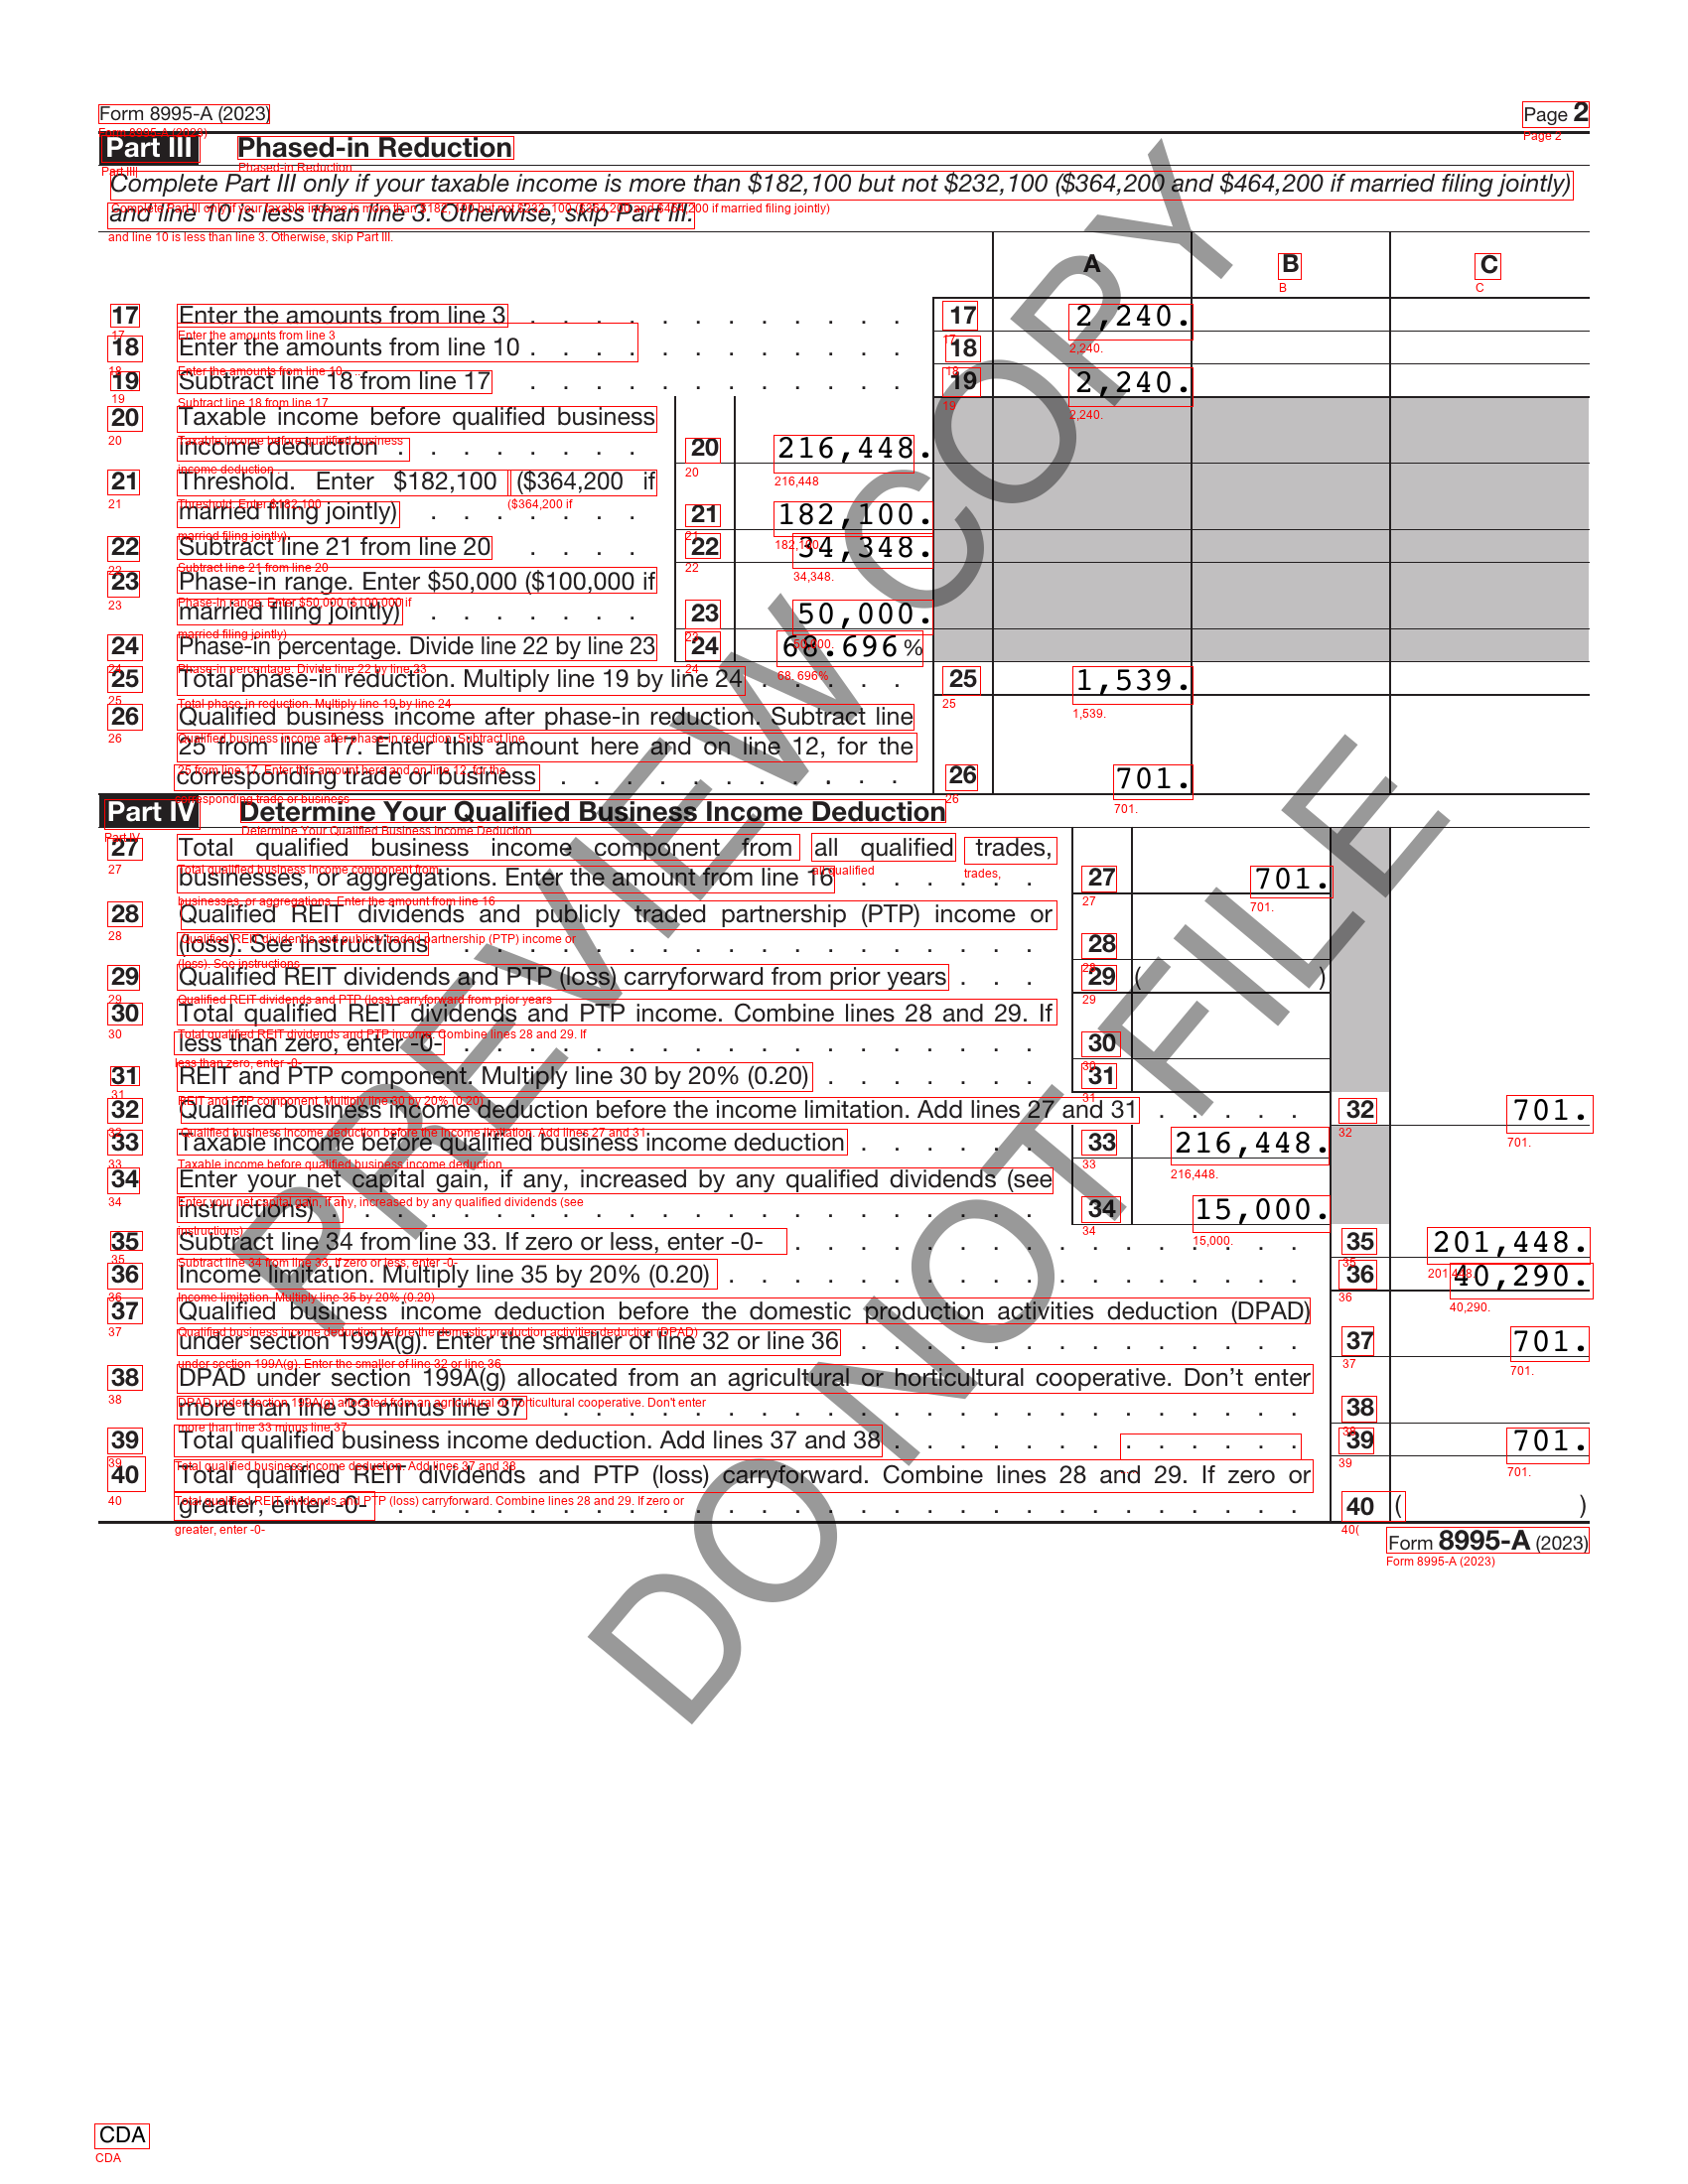 Form 8995-A (2023) Page 2
Part III Phased-in Reduction
Complete Part III only if your taxable income is more than $182,100 but not $232,100 ($364,200 and $464,200 if married filing jointly)
and line 10 is less than line 3. Otherwise, skip Part III.
A B C
17 Enter the amounts from line 3 . . . . . . . . . . 17 2,240.
18 Enter the amounts from line 10 . . . . . . . . . . . . 18
19 Subtract line 18 from line 17 . . . . . . . . . . . . 19 2,240.
20 Taxable income before qualified business
income deduction . . . . . . . . 20 216,448.
21 Threshold. Enter $182,100 ($364,200 if
married filing jointly) . . . . . . . 21 182,100.
22 Subtract line 21 from line 20 . . . . 22 34,348.
23 Phase-in range. Enter $50,000 ($100,000 if
married filing jointly) . . . . . . . 23 50,000.
24 Phase-in percentage. Divide line 22 by line 23 24 68.696 %
25 Total phase-in reduction. Multiply line 19 by line 24 . . . . . 25 1,539.
26 Qualified business income after phase-in reduction. Subtract line
25 from line 17. Enter this amount here and on line 12, for the
corresponding trade or business . . . . . . . . . . . 26 701.
Part IV Determine Your Qualified Business Income Deduction
27 Total qualified business income component from all qualified trades,
businesses, or aggregations. Enter the amount from line 16 . . . . . . 27 701.
28 Qualified REIT dividends and publicly traded partnership (PTP) income or
(loss). See instructions . . . . . . . . . . . . . . . . . . 28
29 Qualified REIT dividends and PTP (loss) carryforward from prior years . . . 29 ( )
30 Total qualified REIT dividends and PTP income. Combine lines 28 and 29. If
less than zero, enter -0- . . . . . . . . . . . . . . . . . . 30
31 REIT and PTP component. Multiply line 30 by 20% (0.20) . . . . . . . 31
32 Qualified business income deduction before the income limitation. Add lines 27 and 31 . . . . . 32 701.
33 Taxable income before qualified business income deduction . . . . . . 33 216,448.
34 Enter your net capital gain, if any, increased by any qualified dividends (see
instructions) . . . . . . . . . . . . . . . . . . . . . . 34 15,000.
35 Subtract line 34 from line 33. If zero or less, enter -0- . . . . . . . . . . . . . . . 35 201,448.
36 Income limitation. Multiply line 35 by 20% (0.20) . . . . . . . . . . . . . . . . . . 36 40,290.
37 Qualified business income deduction before the domestic production activities deduction (DPAD)
under section 199A(g). Enter the smaller of line 32 or line 36 . . . . . . . . . . . . . . 37 701.
38 DPAD under section 199A(g) allocated from an agricultural or horticultural cooperative. Don’t enter
more than line 33 minus line 37 . . . . . . . . . . . . . . . . . . . . . . . 38
39 Total qualified business income deduction. Add lines 37 and 38 . . . . . . . . . . . . . 39 701.
40 Total qualified REIT dividends and PTP (loss) carryforward. Combine lines 28 and 29. If zero or
greater, enter -0- . . . . . . . . . . . . . . . . . . . . . . . . . . . . 40 ( )
Form 8995-A (2023)
PREVIEW COPY
DO NOT FILE
CDA
CDA